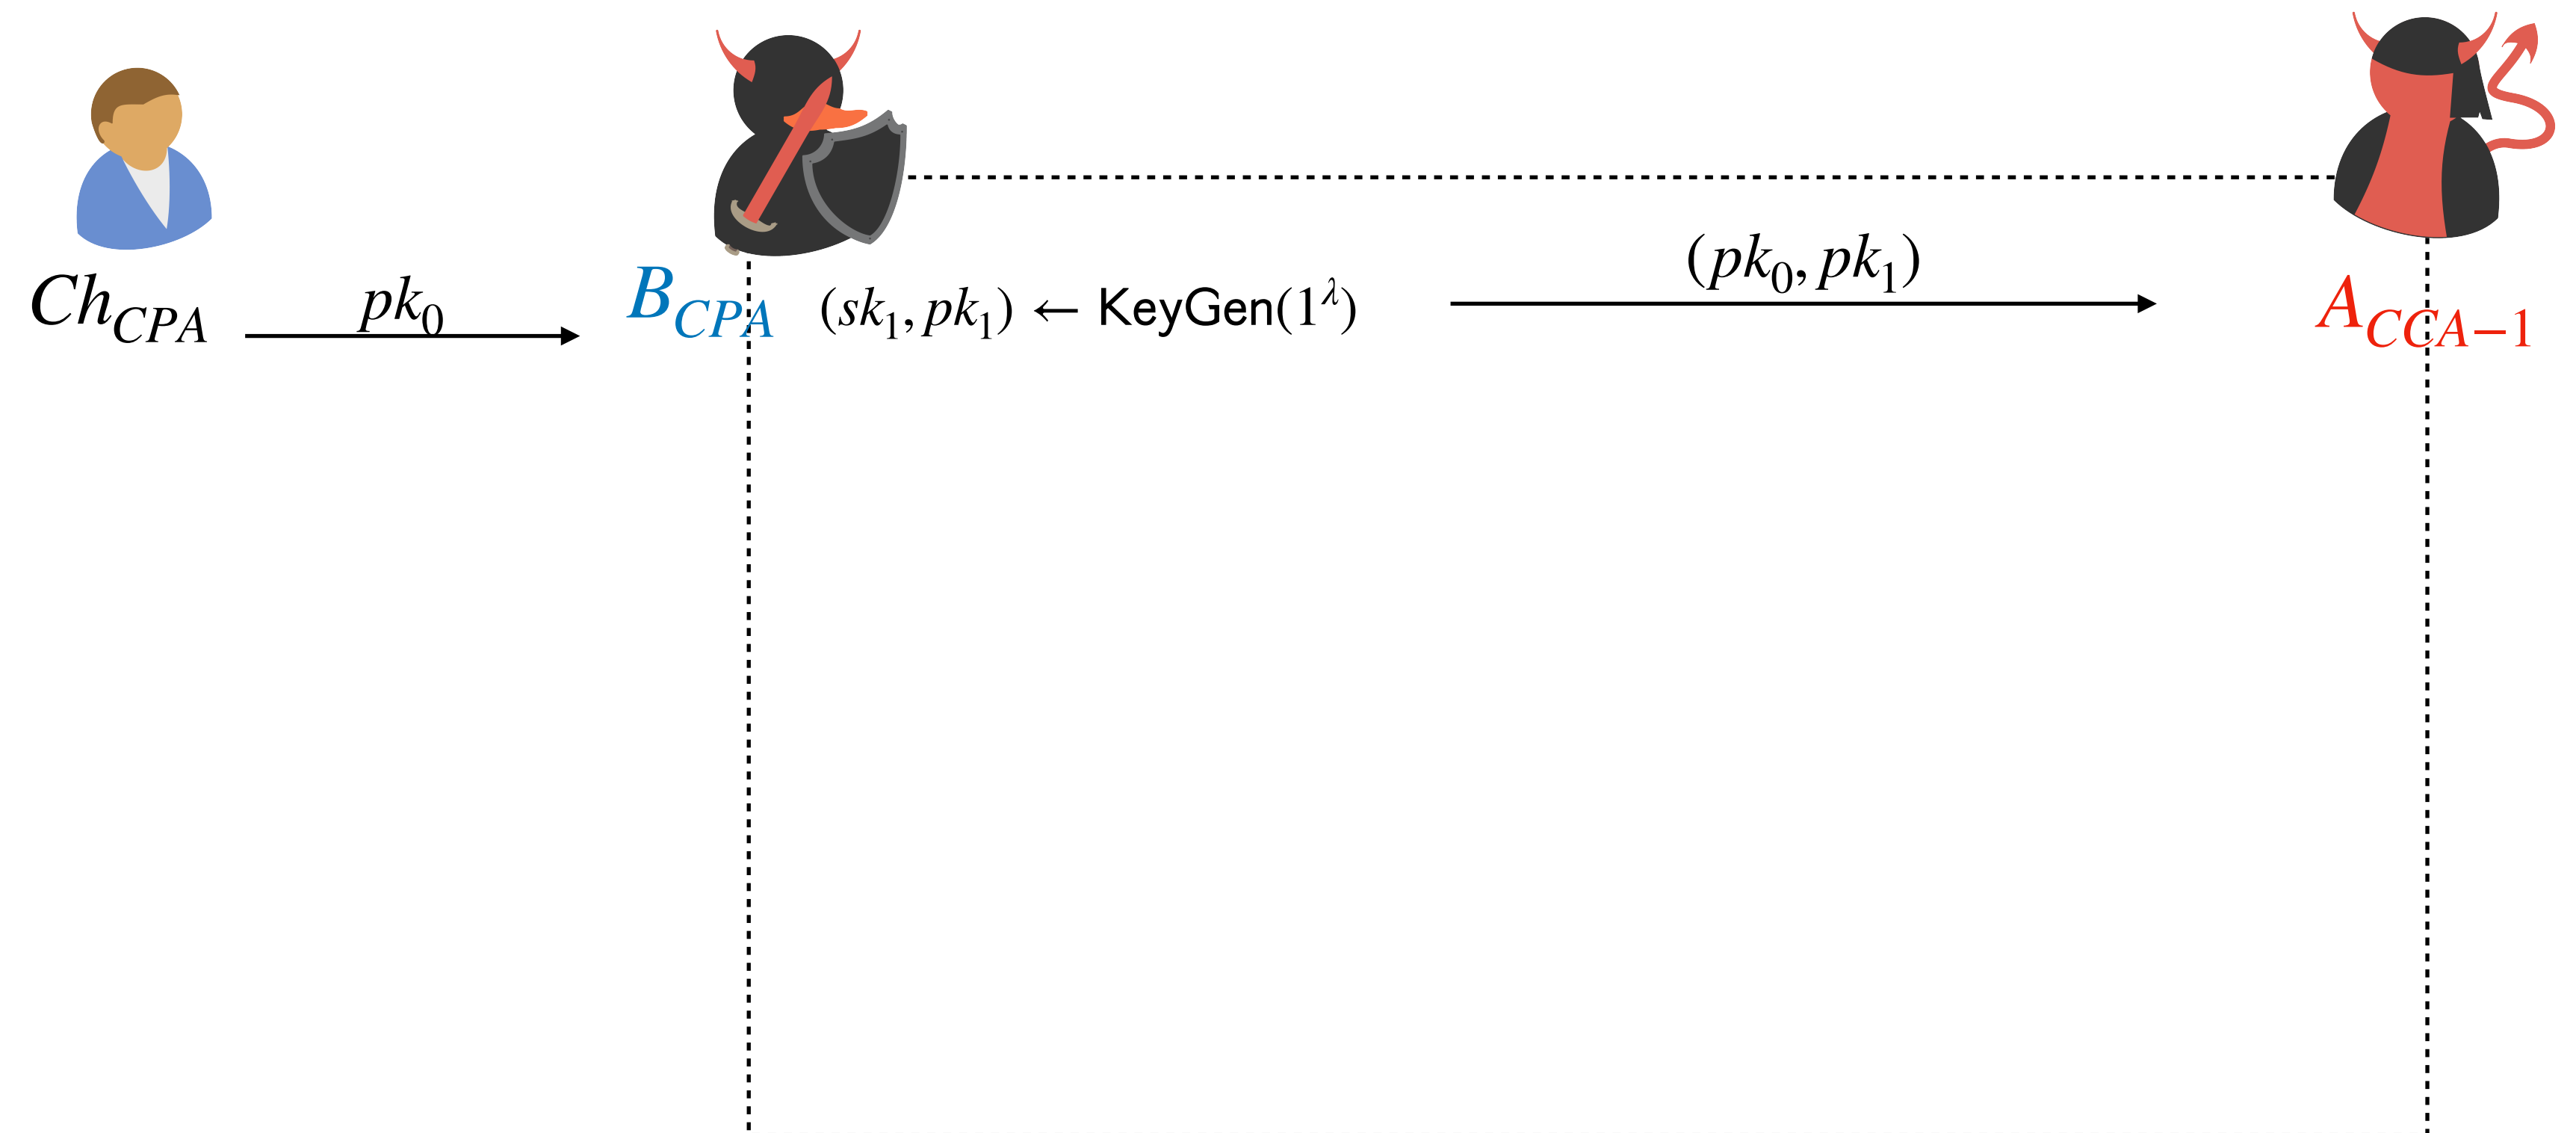 Ch_CPA
pk_0
B_CPA
(sk_1, pk_1) ← KeyGen(1^λ)
(pk_0, pk_1)
A_CCA−1